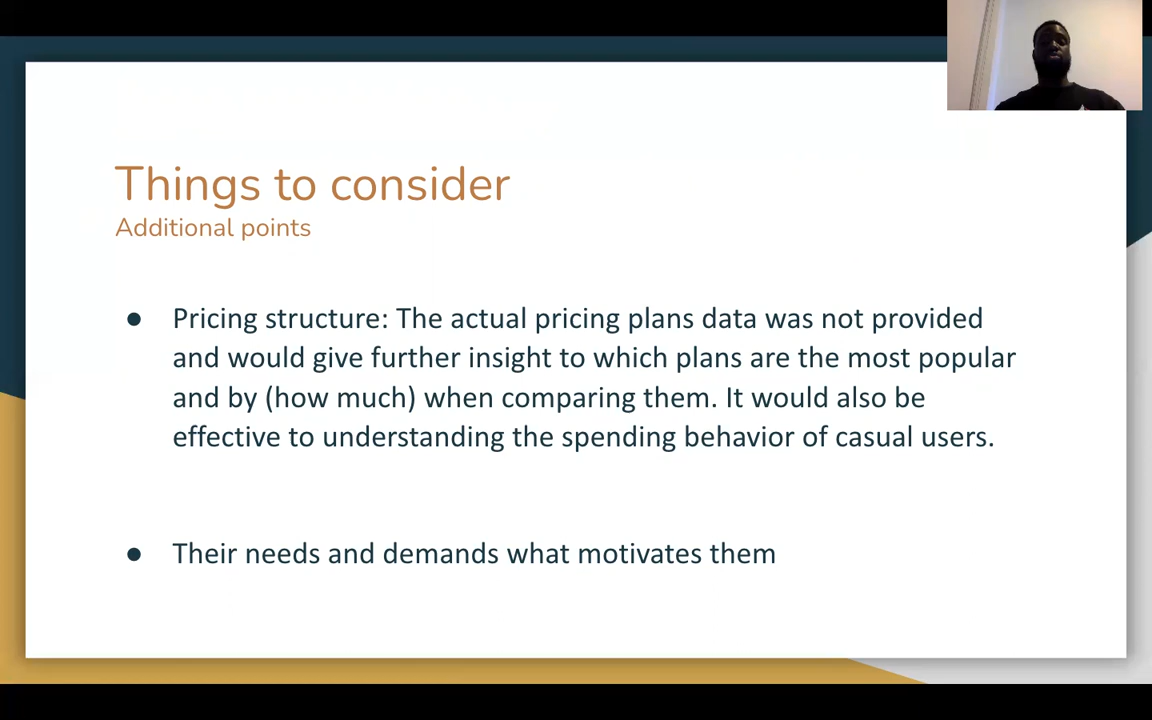 Things to consider
Additional points
● Pricing structure: The actual pricing plans data was not provided
and would give further insight to which plans are the most popular
and by (how much) when comparing them. It would also be
effective to understanding the spending behavior of casual users.
● Their needs and demands what motivates them